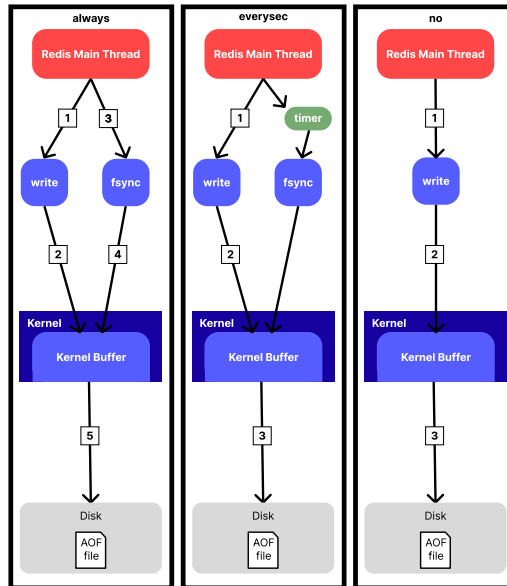 always
Redis Main Thread
1
3
write
fsync
2
4
Kernel
Kernel Buffer
5
Disk
AOF
file
everysec
Redis Main Thread
1
timer
write
fsync
2
Kernel
Kernel Buffer
3
Disk
AOF
file
no
Redis Main Thread
1
write
2
Kernel
Kernel Buffer
3
Disk
AOF
file